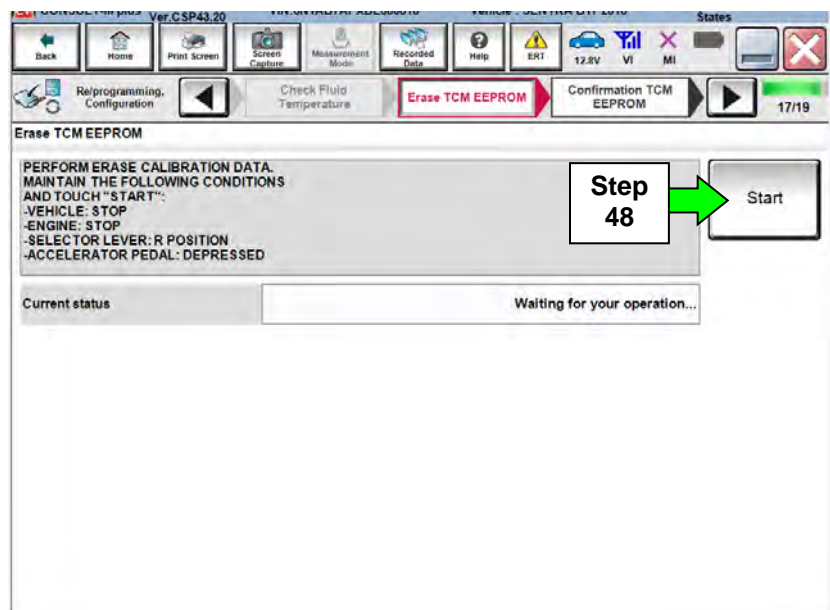 Ver.CSP43.20
States
Back
Home
Print Screen
Screen
Capture
Measurement
Mode
Recorded
Data
Help
ERT
12.8V
VI
MI
Re/programming,
Configuration
Check Fluid
Temperature
Erase TCM EEPROM
Confirmation TCM
EEPROM
17/19
Erase TCM EEPROM
PERFORM ERASE CALIBRATION DATA.
MAINTAIN THE FOLLOWING CONDITIONS
AND TOUCH "START":
-VEHICLE: STOP
-ENGINE: STOP
-SELECTOR LEVER: R POSITION
-ACCELERATOR PEDAL: DEPRESSED
Step
48
Start
Current status
Waiting for your operation...